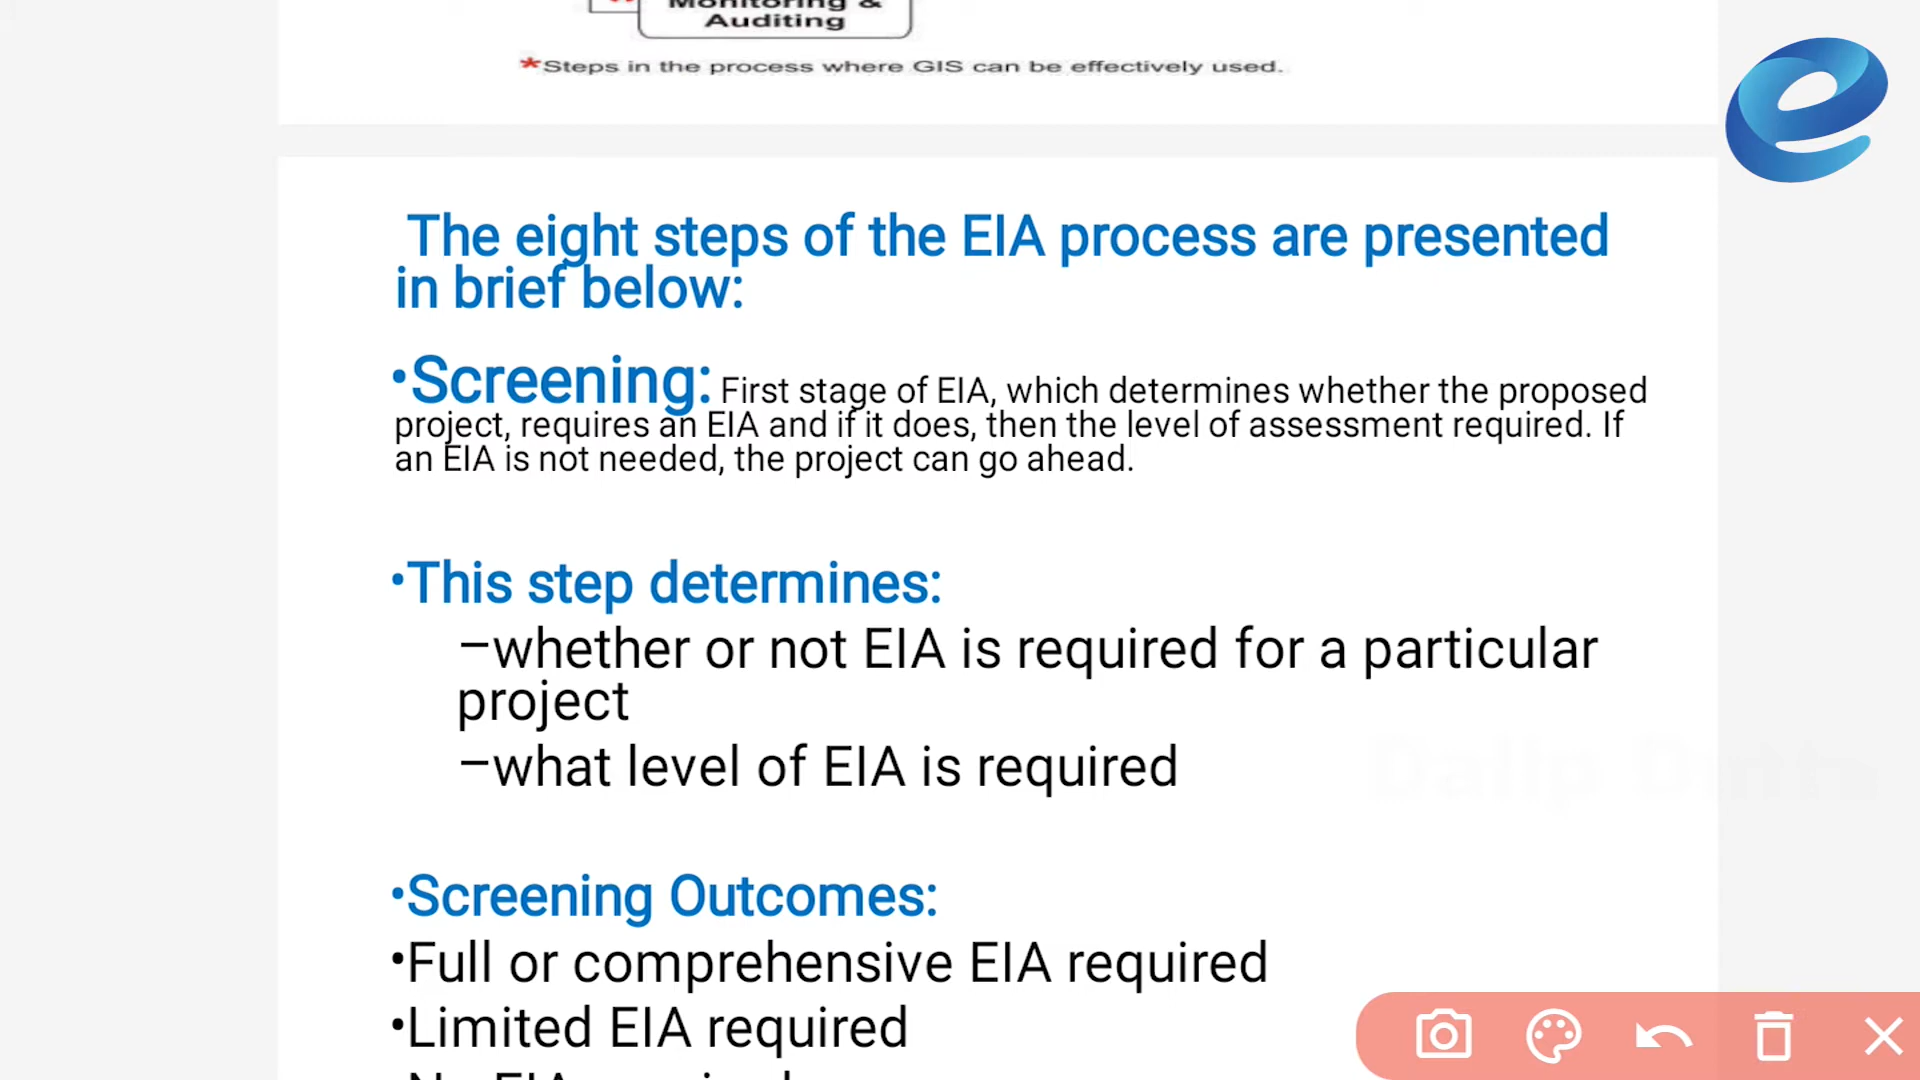 Monitoring &
Auditing
*Steps in the process where GIS can be effectively used.
The eight steps of the EIA process are presented
in brief below:
•Screening: First stage of EIA, which determines whether the proposed
project, requires an EIA and if it does, then the level of assessment required. If
an EIA is not needed, the project can go ahead.
•This step determines:
–whether or not EIA is required for a particular
project
–what level of EIA is required
•Screening Outcomes:
•Full or comprehensive EIA required
•Limited EIA required
•No EIA required